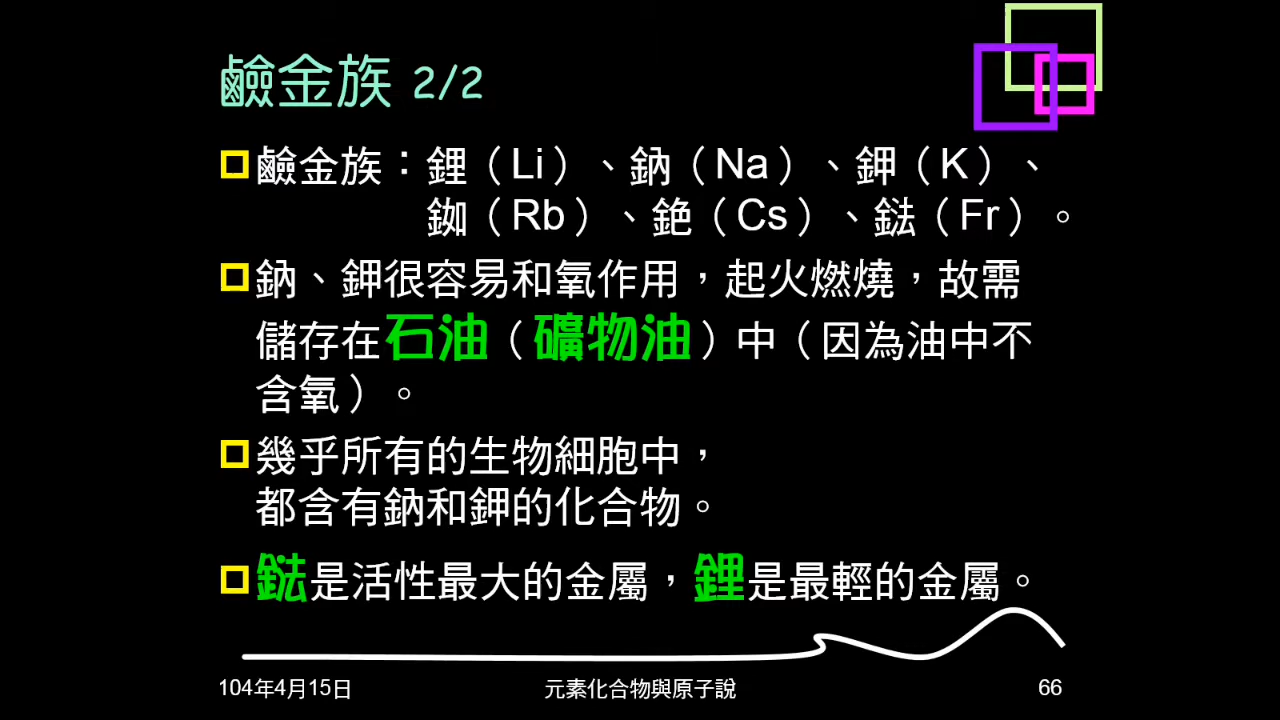 鹼金族 2/2
鹼金族：鋰（Li）、鈉（Na）、鉀（K）、
銣（Rb）、銫（Cs）、鍅（Fr）。
鈉、鉀很容易和氧作用，起火燃燒，故需
儲存在石油（礦物油）中（因為油中不
含氧）。
幾乎所有的生物細胞中，
都含有鈉和鉀的化合物。
鍅是活性最大的金屬，鋰是最輕的金屬。
104年4月15日
元素化合物與原子說
66